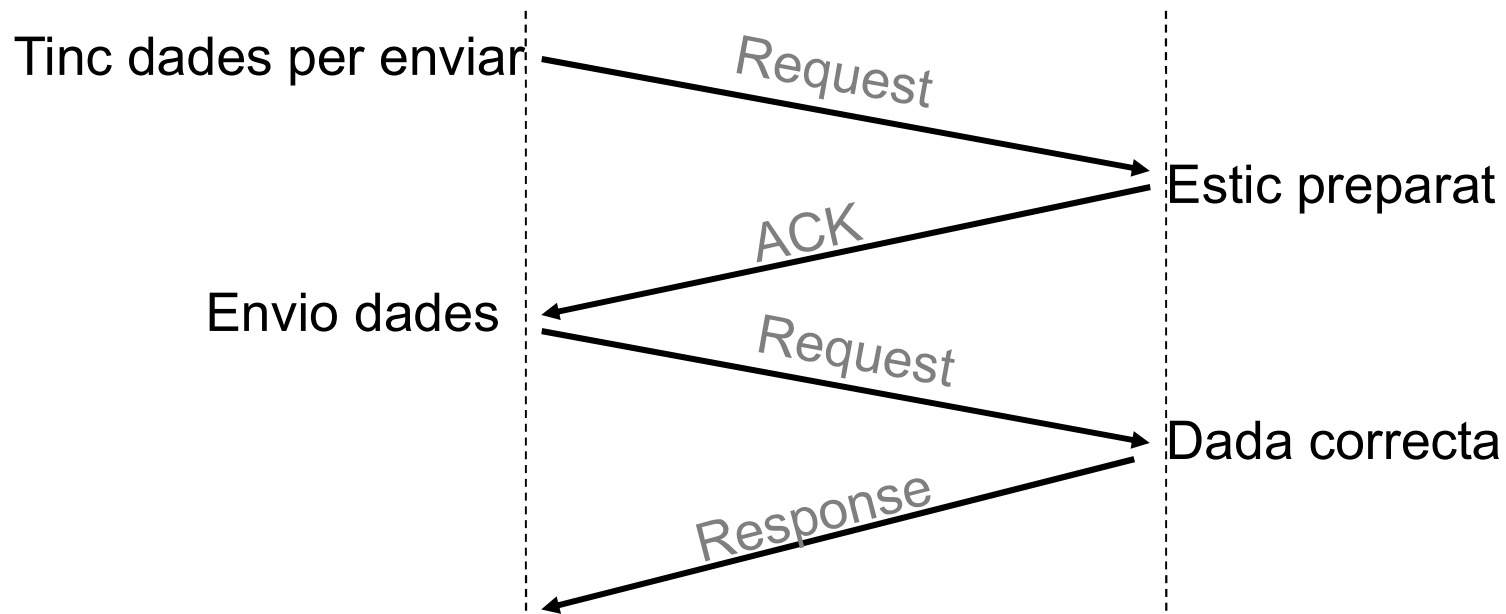 Tinc dades per enviar
Request
Estic preparat
ACK
Envio dades
Request
Dada correcta
Response